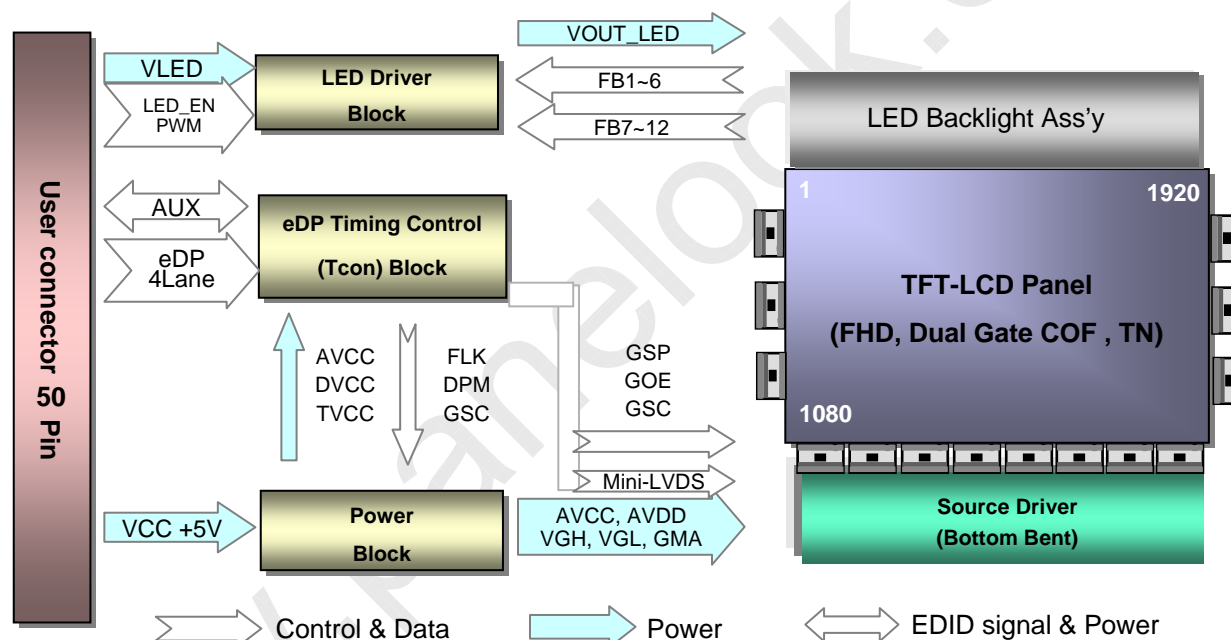 User connector 50 Pin
VLED
LED_EN
PWM
LED Driver
Block
VOUT_LED
FB1~6
FB7~12
LED Backlight Ass'y
AUX
eDP
4Lane
eDP Timing Control
(Tcon) Block
1
1920
TFT-LCD Panel
(FHD, Dual Gate COF , TN)
1080
AVCC
DVCC
TVCC
FLK
DPM
GSC
GSP
GOE
GSC
Mini-LVDS
VCC +5V
Power
Block
AVCC, AVDD
VGH, VGL, GMA
Source Driver
(Bottom Bent)
Control & Data
Power
EDID signal & Power